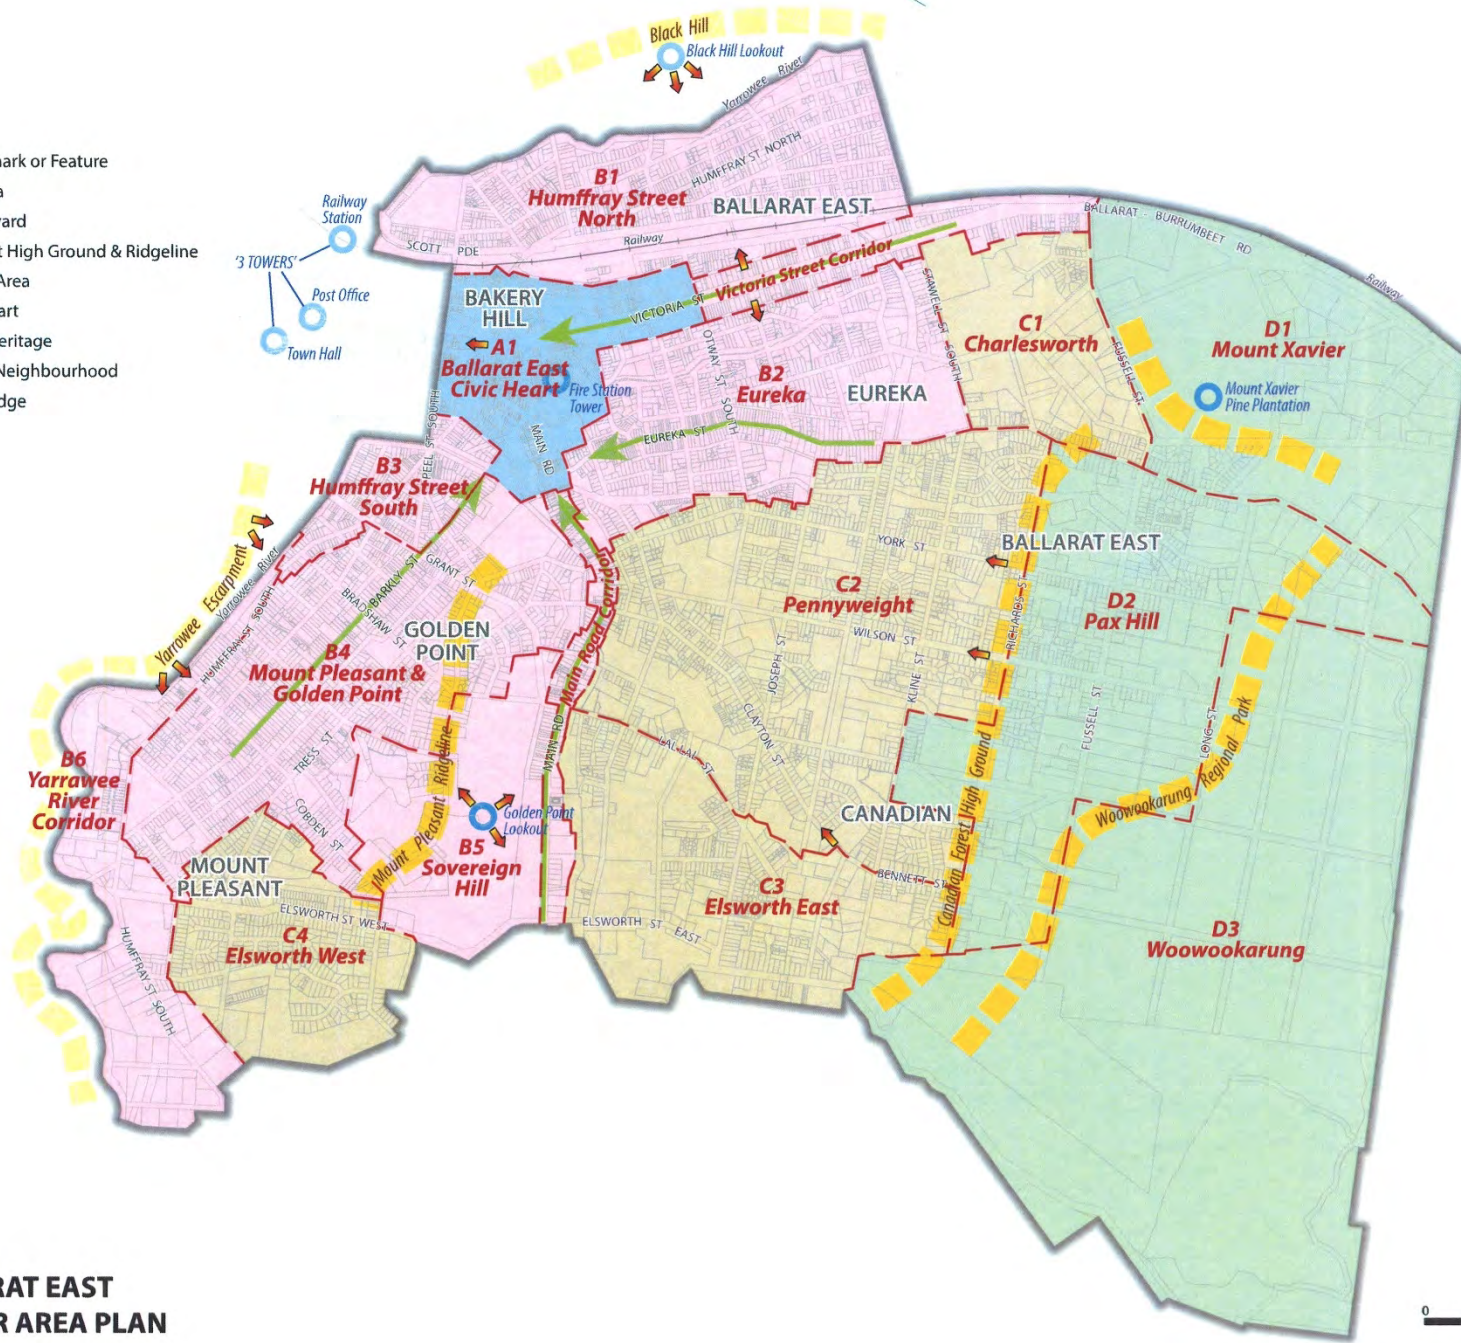 Black Hill
Black Hill Lookout
Yarrowee River
ark or Feature
a
ard
t High Ground & Ridgeline
Area
art
eritage
Neighbourhood
dge
Railway
Station
'3 TOWERS'
Post Office
Town Hall
B1
Humffray Street
North
HUMFFRAY ST NORTH
BALLARAT EAST
SCOTT PDE
Railway
BALLARAT - BURRUMBEET RD
Railway
Victoria Street Corridor
VICTORIA ST
BAKERY
HILL
A1
Ballarat East
Civic Heart
Fire Station
Tower
MAIN RD
PEEL ST SOUTH
OTWAY ST SOUTH
B2
Eureka
EUREKA
EUREKA ST
STAWELL ST SOUTH
C1
Charlesworth
FUSSELL ST
D1
Mount Xavier
Mount Xavier
Pine Plantation
B3
Humffray Street
South
Yarrowee Escarpment
Yarrowee River
HUMFFRAY ST SOUTH
BARKLY ST
GRANT ST
BRADSHAW ST
GOLDEN
POINT
B4
Mount Pleasant &
Golden Point
Main Road Corridor
MAIN RD
YORK ST
BALLARAT EAST
C2
Pennyweight
WILSON ST
JOSEPH ST
KLINE ST
CLAYTON ST
LAL LAL ST
RICHARDS ST
D2
Pax Hill
FUSSELL ST
LONG ST
Woowookarung Regional Park
Canadian Forest High Ground
CANADIAN
BENNETT ST
TRESS ST
COBDEN ST
Mount Pleasant Ridgeline
Golden Point
Lookout
B5
Sovereign
Hill
B6
Yarrawee
River
Corridor
MOUNT
PLEASANT
ELSWORTH ST WEST
C4
Elsworth West
HUMFFRAY ST SOUTH
C3
Elsworth East
ELSWORTH ST EAST
D3
Woowookarung
RAT EAST
R AREA PLAN
0